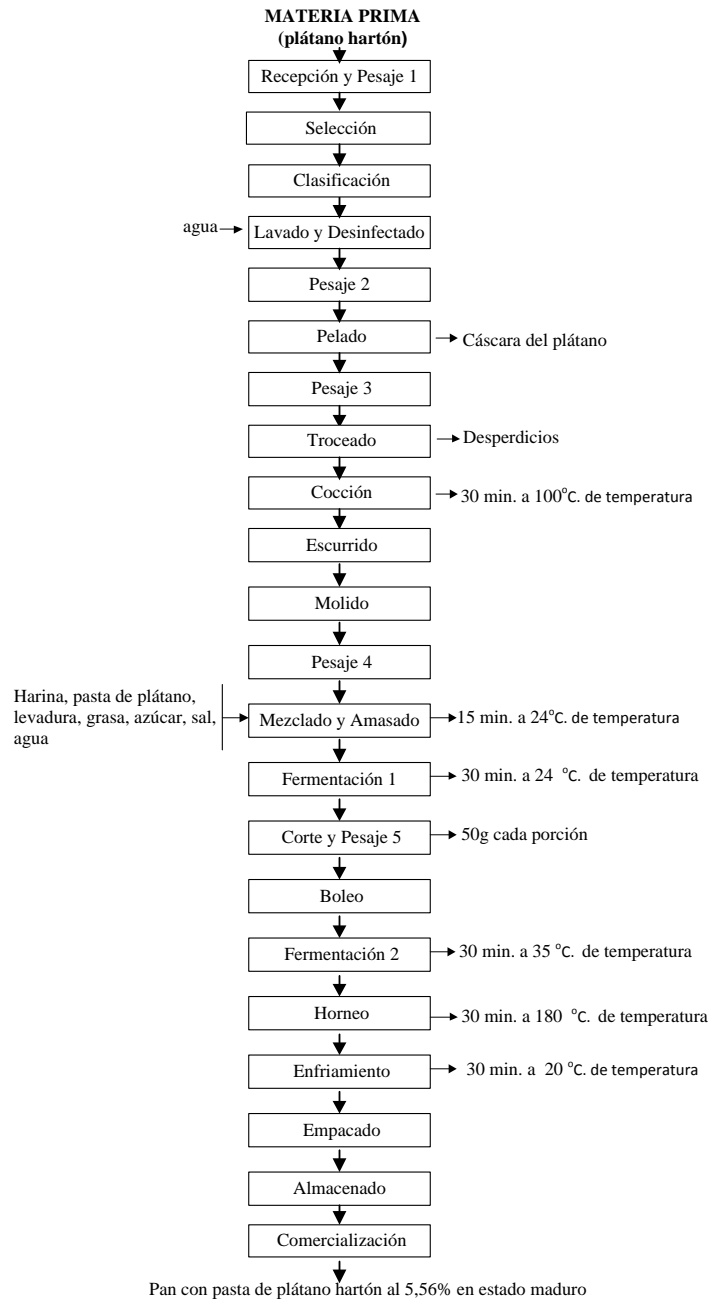 MATERIA PRIMA
(plátano hartón)
Recepción y Pesaje 1
Selección
Clasificación
agua
Lavado y Desinfectado
Pesaje 2
Pelado
Cáscara del plátano
Pesaje 3
Troceado
Desperdicios
Cocción
30 min. a 100°C. de temperatura
Escurrido
Molido
Pesaje 4
Harina, pasta de plátano,
levadura, grasa, azúcar, sal,
agua
Mezclado y Amasado
15 min. a 24°C. de temperatura
Fermentación 1
30 min. a 24 °C. de temperatura
Corte y Pesaje 5
50g cada porción
Boleo
Fermentación 2
30 min. a 35 °C. de temperatura
Horneo
30 min. a 180 °C. de temperatura
Enfriamiento
30 min. a 20 °C. de temperatura
Empacado
Almacenado
Comercialización
Pan con pasta de plátano hartón al 5,56% en estado maduro